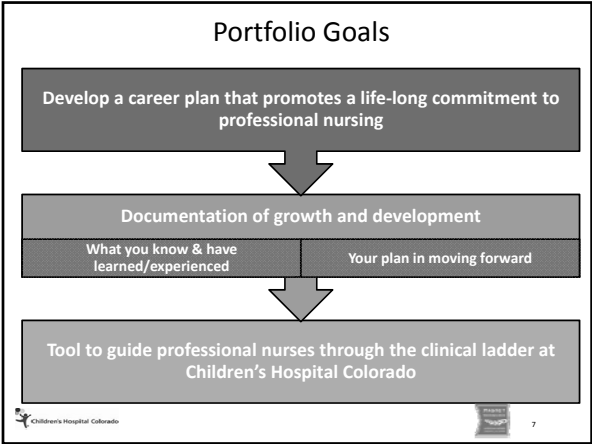 Portfolio Goals
Develop a career plan that promotes a life-long commitment to
professional nursing
Documentation of growth and development
What you know & have
learned/experienced
Your plan in moving forward
Tool to guide professional nurses through the clinical ladder at
Children's Hospital Colorado
Children's Hospital Colorado
7